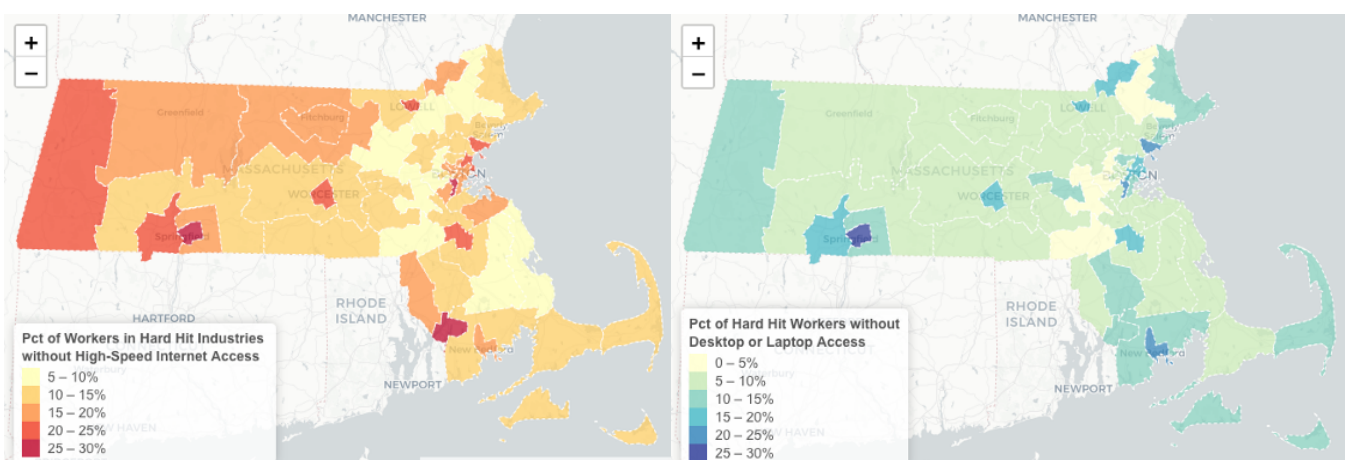 MANCHESTER
+
−
LOWELL
Greenfield
Fitchburg
MASSACHUSETTS
WORCESTER
Springfield
HARTFORD
RHODE
ISLAND
New Bedford
NEWPORT
Pct of Workers in Hard Hit Industries
without High-Speed Internet Access
5 – 10%
10 – 15%
15 – 20%
20 – 25%
25 – 30%
MANCHESTER
+
−
LOWELL
Greenfield
Fitchburg
MASSACHUSETTS
WORCESTER
Springfield
RHODE
ISLAND
New Bedford
NEWPORT
Pct of Hard Hit Workers without
Desktop or Laptop Access
0 – 5%
5 – 10%
10 – 15%
15 – 20%
20 – 25%
25 – 30%